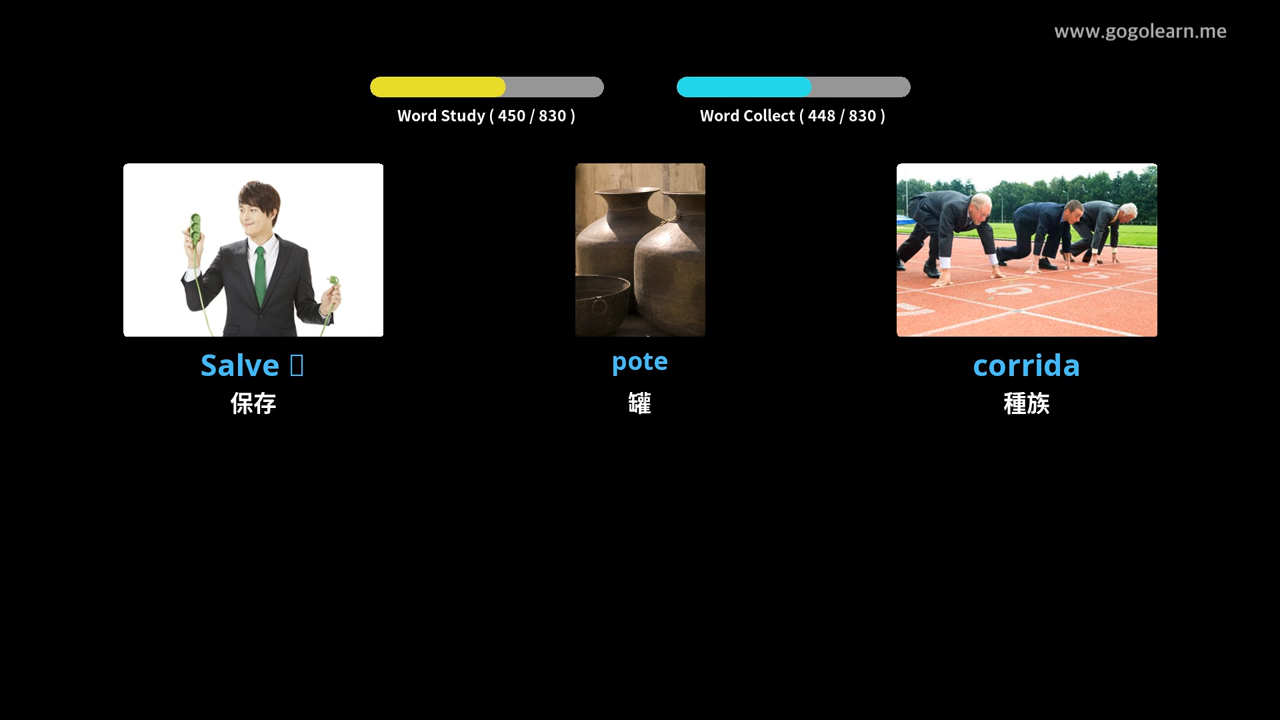 www.gogolearn.me
Word Study ( 450 / 830 )
Word Collect ( 448 / 830 )
Salve
pote
corrida
保存
罐
種族